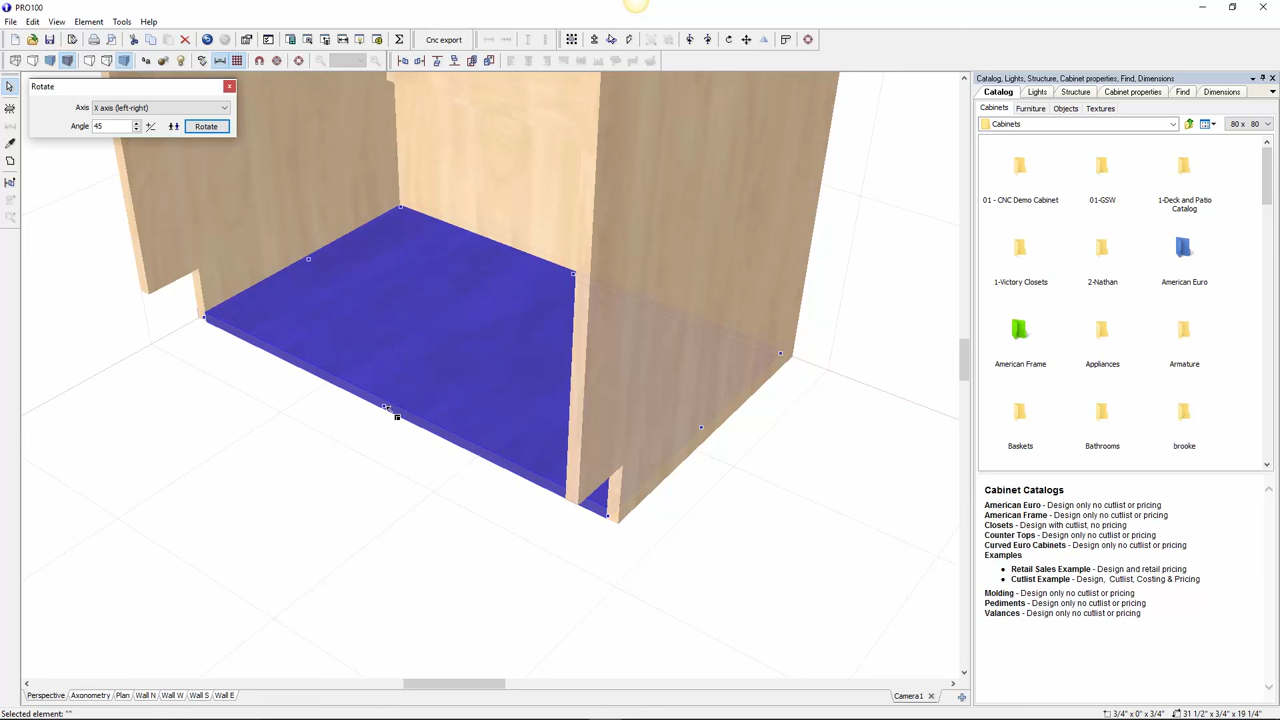 PRO100
File Edit View Element Tools Help
Cnc export
Rotate
Axis X axis (left-right)
Angle 45 Rotate
Catalog, Lights, Structure, Cabinet properties, Find, Dimensions
Catalog Lights Structure Cabinet properties Find Dimensions
Cabinets Furniture Objects Textures
Cabinets 80 x 80
01 - CNC Demo Cabinet 01-GSW 1-Deck and Patio Catalog
1-Victory Closets 2-Nathan American Euro
American Frame Appliances Armature
Baskets Bathrooms brooke
Cabinet Catalogs
American Euro - Design only no cutlist or pricing
American Frame - Design only no cutlist or pricing
Closets - Design with cutlist, no pricing
Counter Tops - Design only no cutlist or pricing
Curved Euro Cabinets - Design only no cutlist or pricing
Examples
• Retail Sales Example - Design and retail pricing
• Cutlist Example - Design, Cutlist, Costing & Pricing
Molding - Design only no cutlist or pricing
Pediments - Design only no cutlist or pricing
Valances - Design only no cutlist or pricing
Perspective Axonometry Plan Wall N Wall W Wall S Wall E Camera1
Selected element: "" 3/4" x 0" x 3/4" 31 1/2" x 3/4" x 19 1/4"